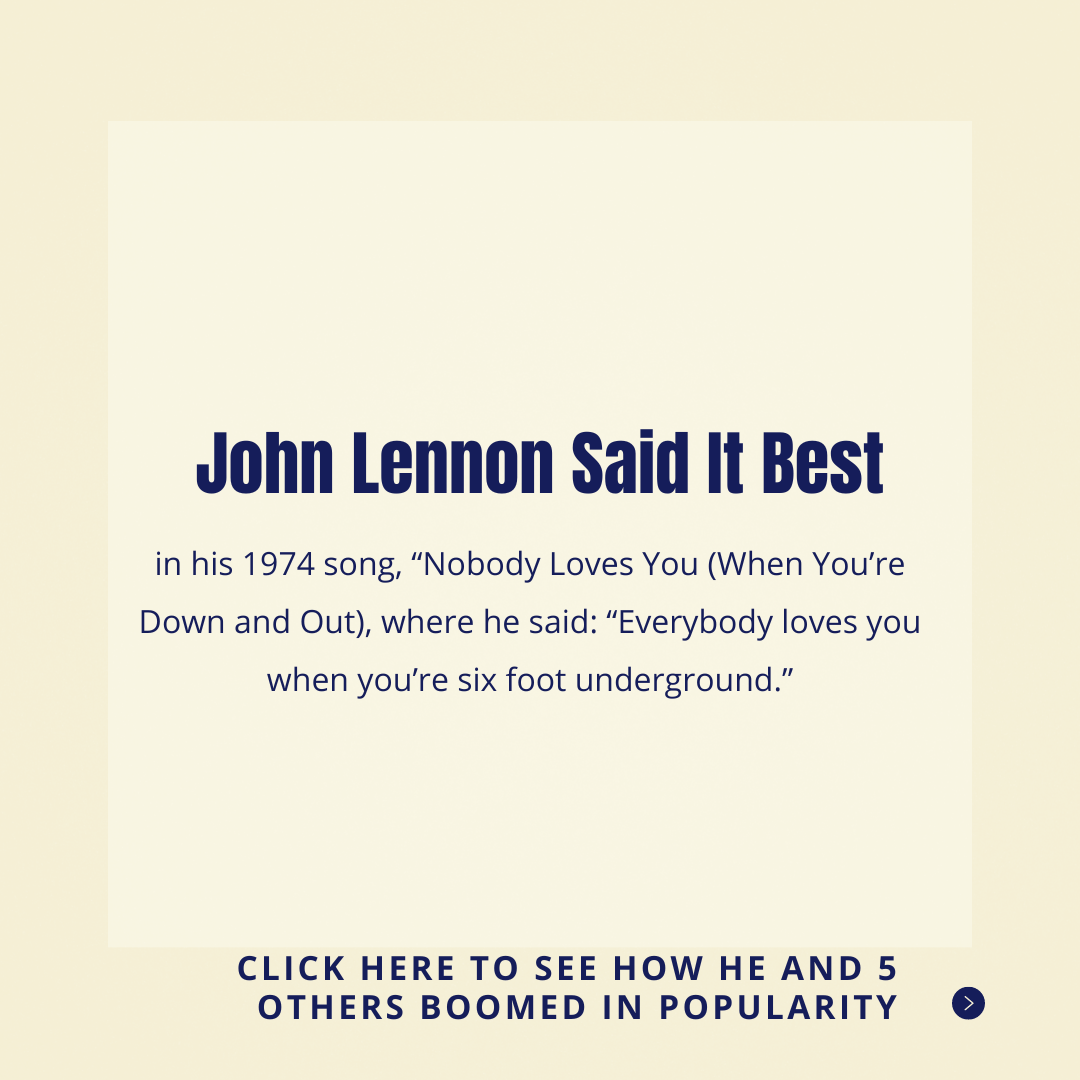 John Lennon Said It Best
in his 1974 song, “Nobody Loves You (When You’re
Down and Out), where he said: “Everybody loves you
when you’re six foot underground.”
CLICK HERE TO SEE HOW HE AND 5
OTHERS BOOMED IN POPULARITY